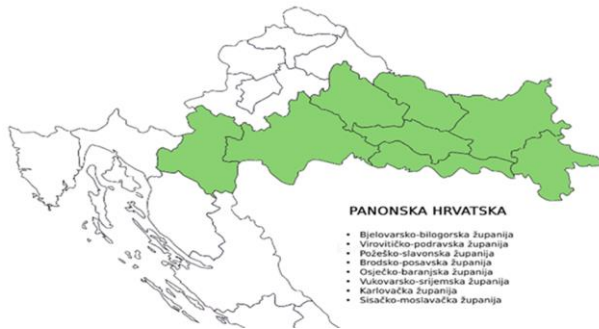 PANONSKA HRVATSKA
• Bjelovarsko-bilogorska županija
• Virovitičko-podravska županija
• Požeško-slavonska županija
• Brodsko-posavska županija
• Osječko-baranjska županija
• Vukovarsko-srijemska županija
• Karlovačka županija
• Sisačko-moslavačka županija